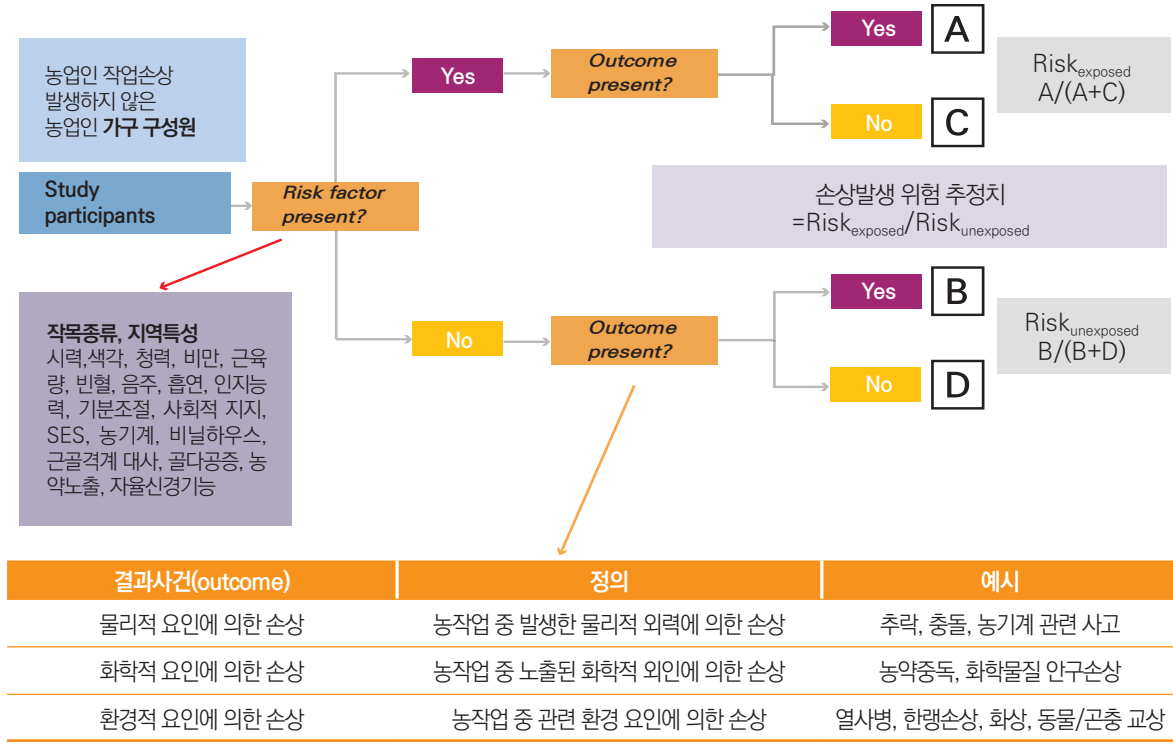 농업인 작업손상
발생하지 않은
농업인 가구 구성원
Study
participants
Risk factor
present?
Yes
Outcome
present?
Yes
A
No
C
Risk exposed
A/(A+C)
손상발생 위험 추정치
=Risk exposed/Risk unexposed
No
Outcome
present?
Yes
B
No
D
Risk unexposed
B/(B+D)
작목종류, 지역특성
시력,색각, 청력, 비만, 근육
량, 빈혈, 음주, 흡연, 인지능
력, 기분조절, 사회적 지지,
SES, 농기계, 비닐하우스,
근골격계 대사, 골다공증, 농
약노출, 자율신경기능
결과사건(outcome) 정의 예시
물리적 요인에 의한 손상 농작업 중 발생한 물리적 외력에 의한 손상 추락, 충돌, 농기계 관련 사고
화학적 요인에 의한 손상 농작업 중 노출된 화학적 외인에 의한 손상 농약중독, 화학물질 안구손상
환경적 요인에 의한 손상 농작업 중 관련 환경 요인에 의한 손상 열사병, 한랭손상, 화상, 동물/곤충 교상